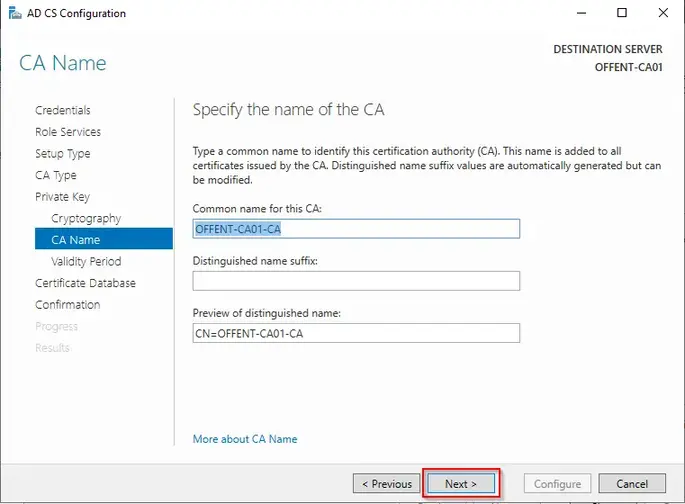 AD CS Configuration
CA Name
DESTINATION SERVER
OFFENT-CA01
Credentials
Role Services
Setup Type
CA Type
Private Key
Cryptography
CA Name
Validity Period
Certificate Database
Confirmation
Progress
Results
Specify the name of the CA
Type a common name to identify this certification authority (CA). This name is added to all
certificates issued by the CA. Distinguished name suffix values are automatically generated but can
be modified.
Common name for this CA:
OFFENT-CA01-CA
Distinguished name suffix:
Preview of distinguished name:
CN=OFFENT-CA01-CA
More about CA Name
< Previous
Next >
Configure
Cancel